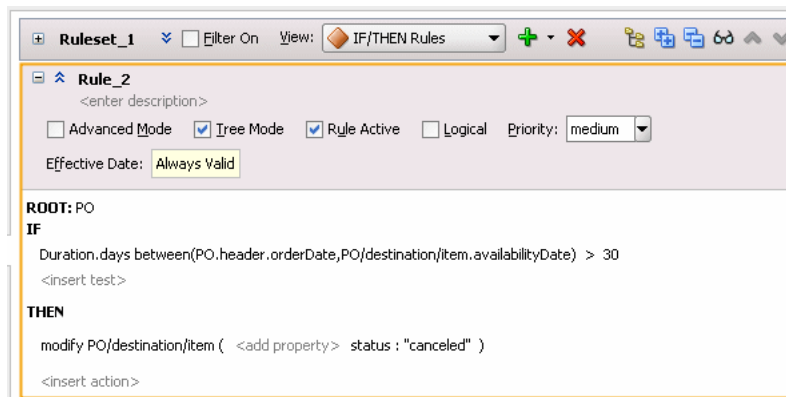 Ruleset_1 Filter On View: IF/THEN Rules
Rule_2
<enter description>
Advanced Mode Tree Mode Rule Active Logical Priority: medium
Effective Date: Always Valid
ROOT: PO
IF
Duration.days between(PO.header.orderDate,PO/destination/item.availabilityDate) > 30
<insert test>
THEN
modify PO/destination/item ( <add property> status : "canceled" )
<insert action>